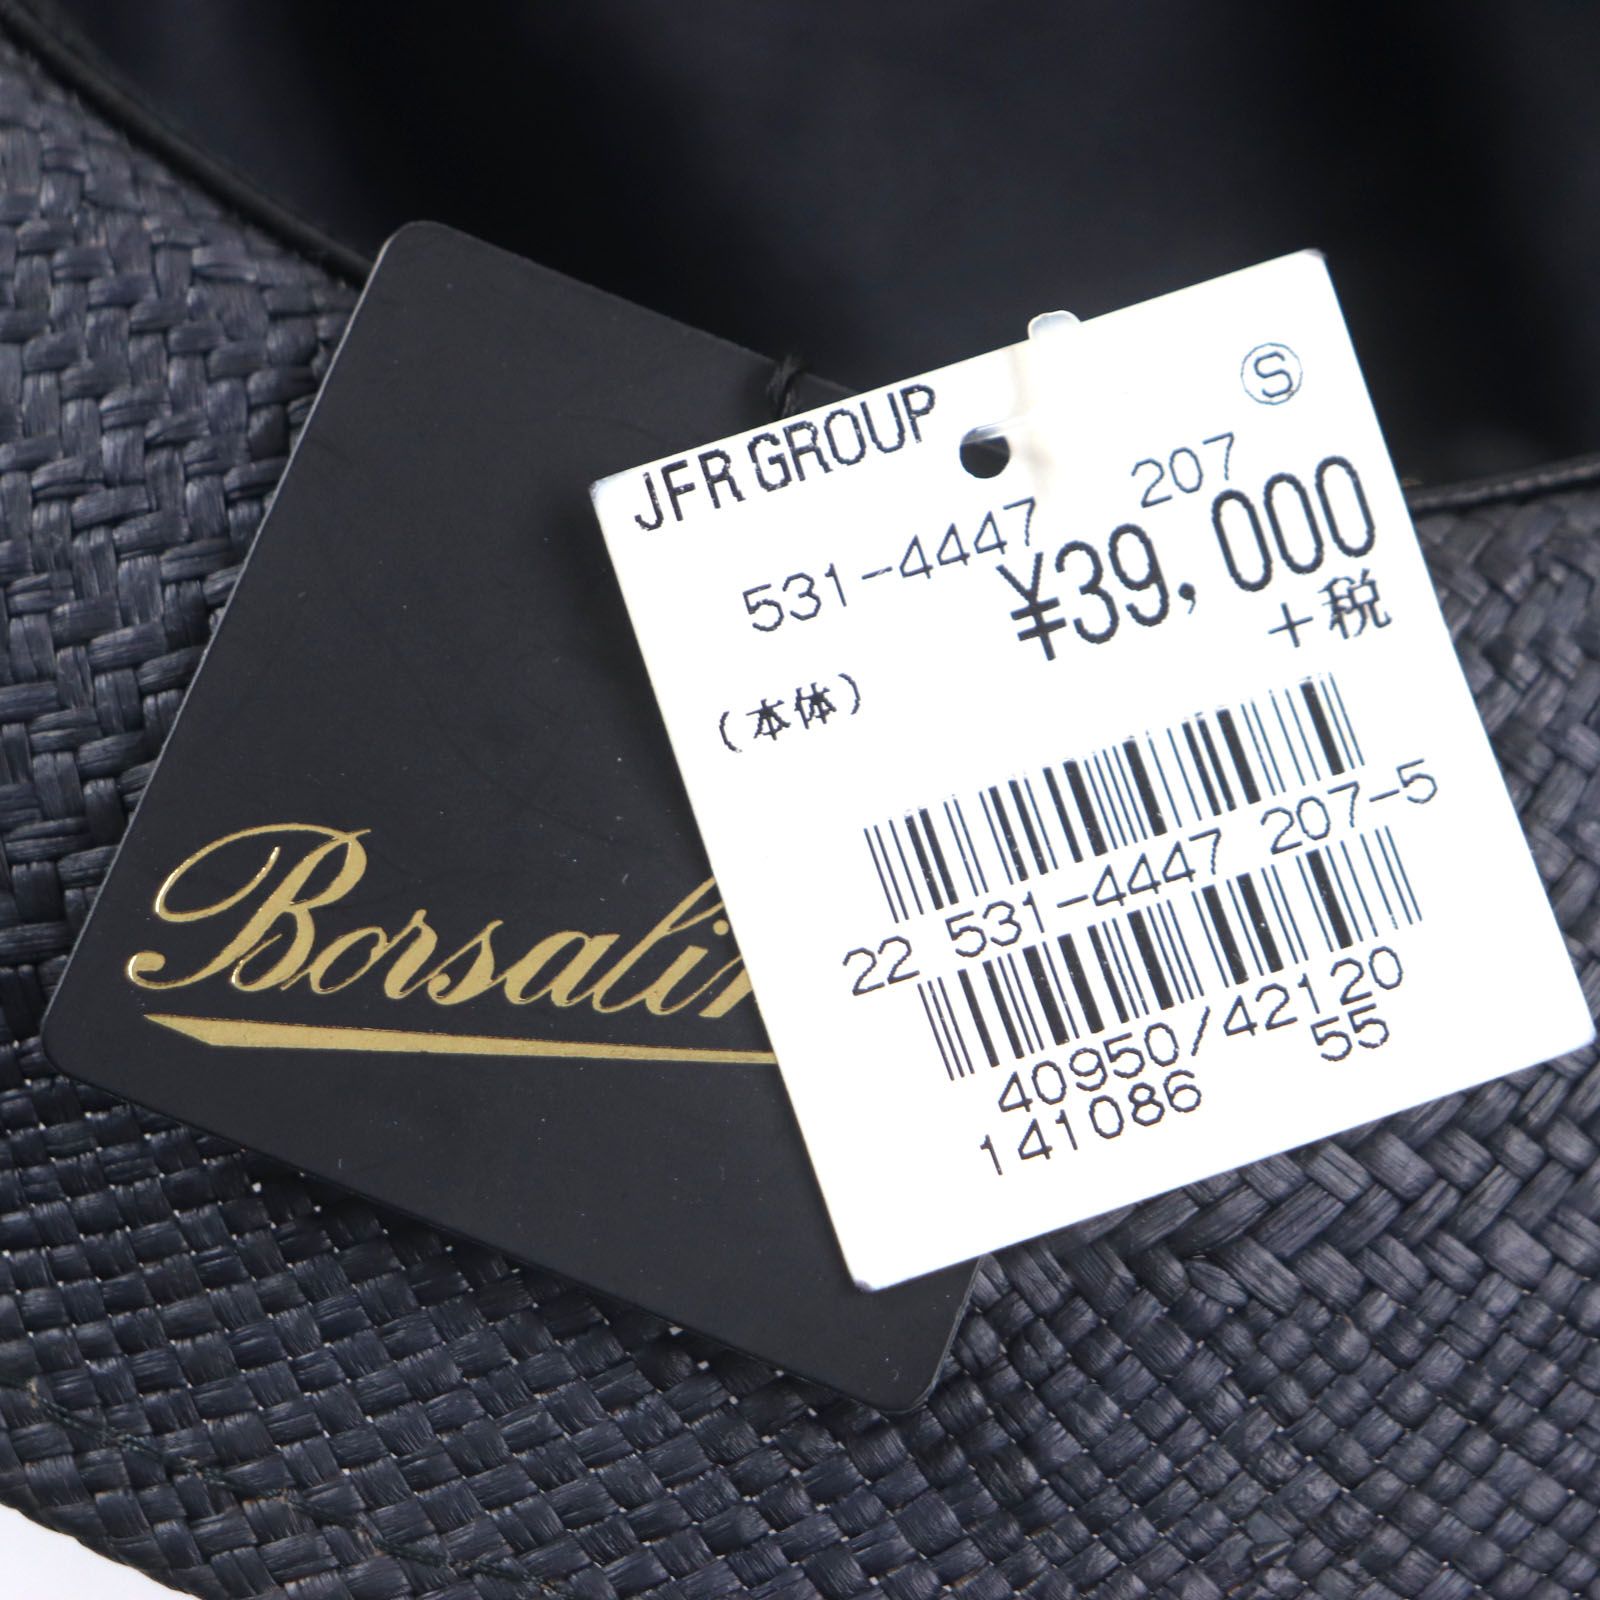 Borsalin
S
JFR GROUP
531-4447 207
¥39,000
+税
(本体)
22 531-4447 207-5
40950/42120
141086 55